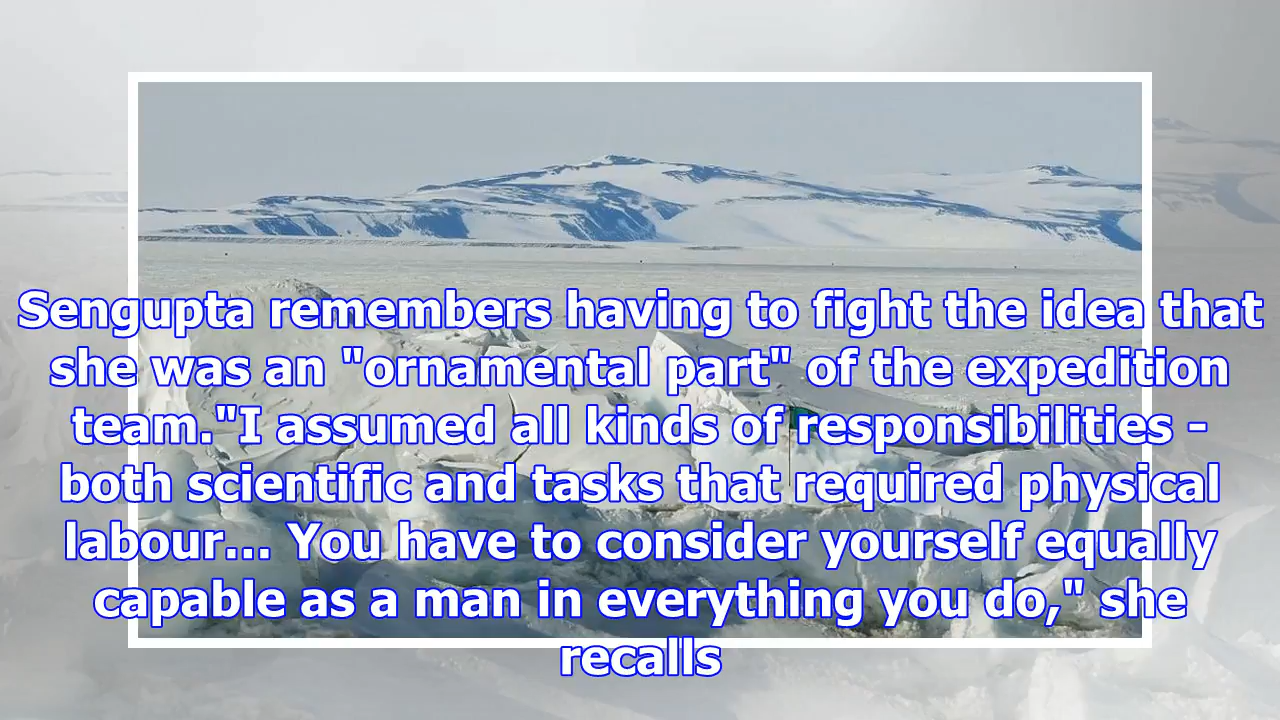 Sengupta remembers having to fight the idea that
she was an "ornamental part" of the expedition
team."I assumed all kinds of responsibilities -
both scientific and tasks that required physical
labour... You have to consider yourself equally
capable as a man in everything you do," she
recalls